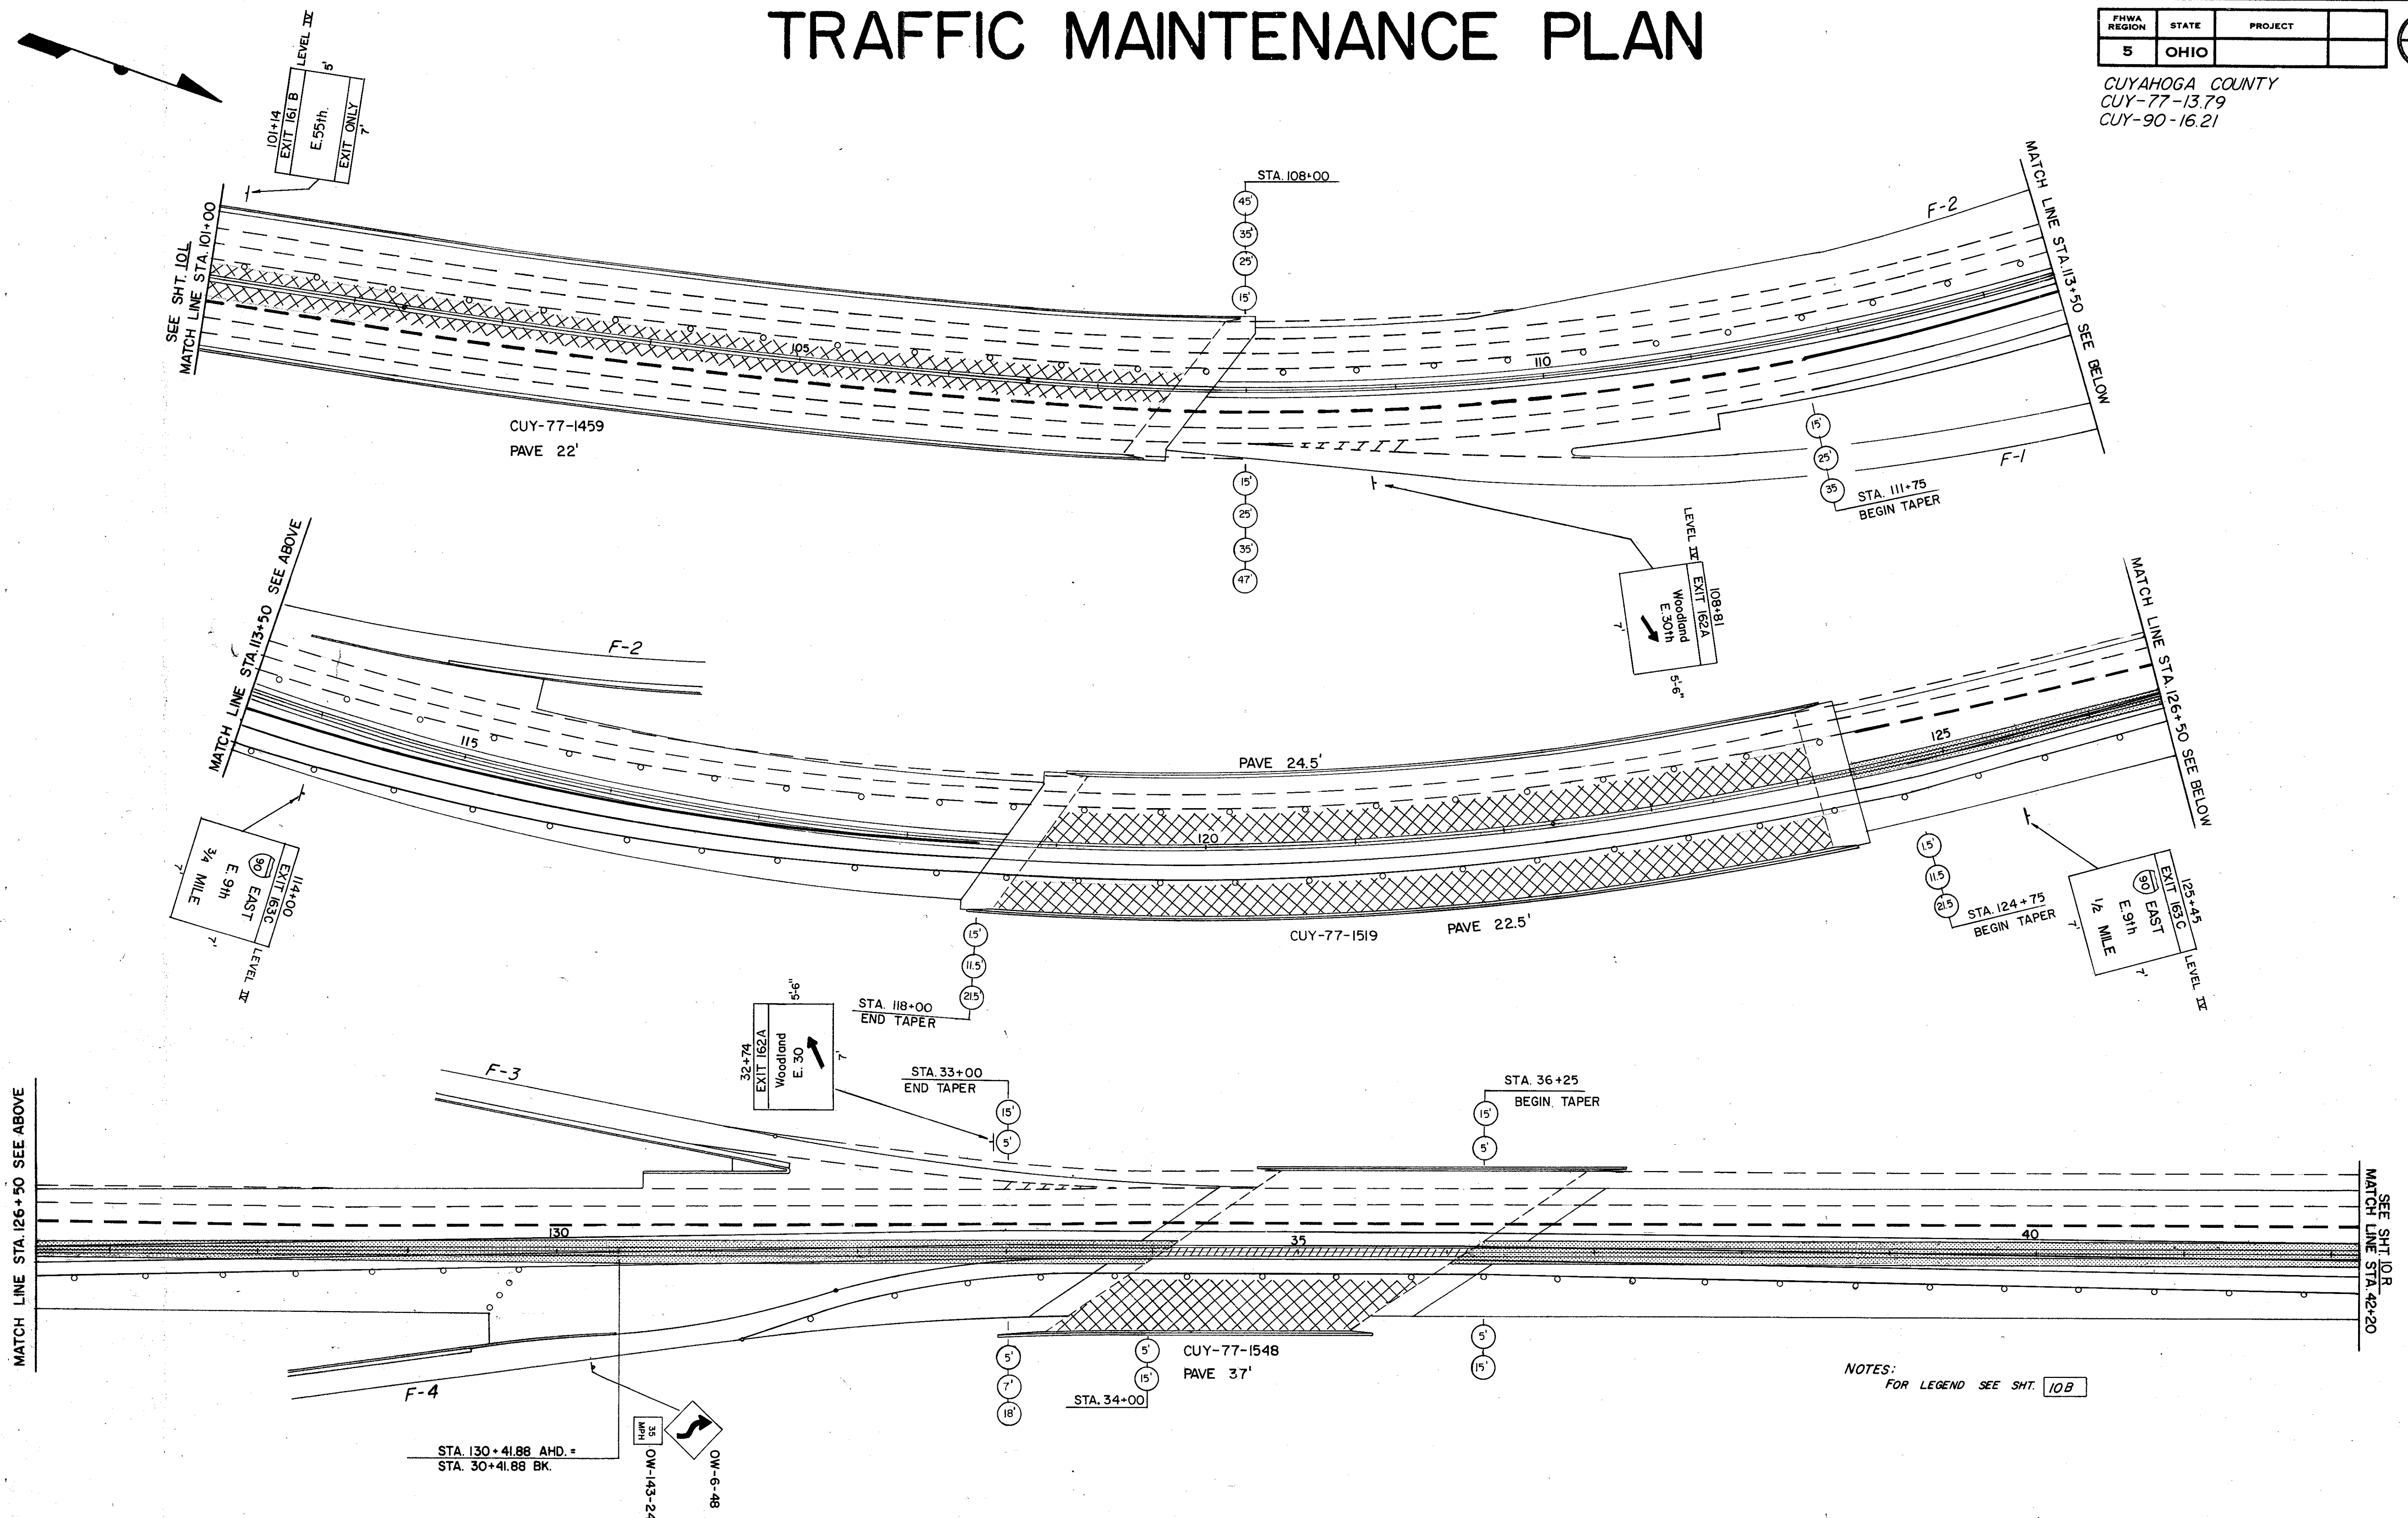 TRAFFIC MAINTENANCE PLAN
FHWA REGION
STATE
PROJECT
5
OHIO
CUYAHOGA COUNTY
CUY-77-13.79
CUY-90-16.21
LEVEL IV
101+14
EXIT 161 B
E.55th.
EXIT ONLY
5'
7'
SEE SHT. 10 L
MATCH LINE STA. 101+00
STA. 108+00
45'
35'
25'
15'
105
110
F-2
MATCH LINE STA. 113+50 SEE BELOW
CUY-77-1459
PAVE 22'
15'
25'
35'
47'
15'
25'
35
STA. 111+75
BEGIN TAPER
F-1
LEVEL IV
108+81
EXIT 162A
Woodland
E.30th
7'
5'-6"
MATCH LINE STA. 113+50 SEE ABOVE
F-2
115
PAVE 24.5'
120
125
MATCH LINE STA. 126+50 SEE BELOW
114+00
EXIT 163C
90 EAST
E. 9th
3/4 MILE
7'
7'
LEVEL IV
CUY-77-1519
PAVE 22.5'
1.5'
11.5'
21.5'
STA. 118+00
END TAPER
1.5'
11.5
21.5
STA. 124+75
BEGIN TAPER
125+45
EXIT 163C
90 EAST
E. 9th
1/2 MILE
7'
7'
LEVEL IV
32+74
EXIT 162A
Woodland
E. 30
5'-6"
7'
MATCH LINE STA. 126+50 SEE ABOVE
F-3
STA. 33+00
END TAPER
15'
5'
STA. 36+25
BEGIN TAPER
15'
5'
130
35
40
SEE SHT. 10 R
MATCH LINE STA. 42+20
F-4
5'
7'
18'
5'
15'
STA. 34+00
CUY-77-1548
PAVE 37'
5'
15'
NOTES:
FOR LEGEND SEE SHT. 10B
STA. 130+41.88 AHD. =
STA. 30+41.88 BK.
35 MPH
OW-143-24
OW-6-48